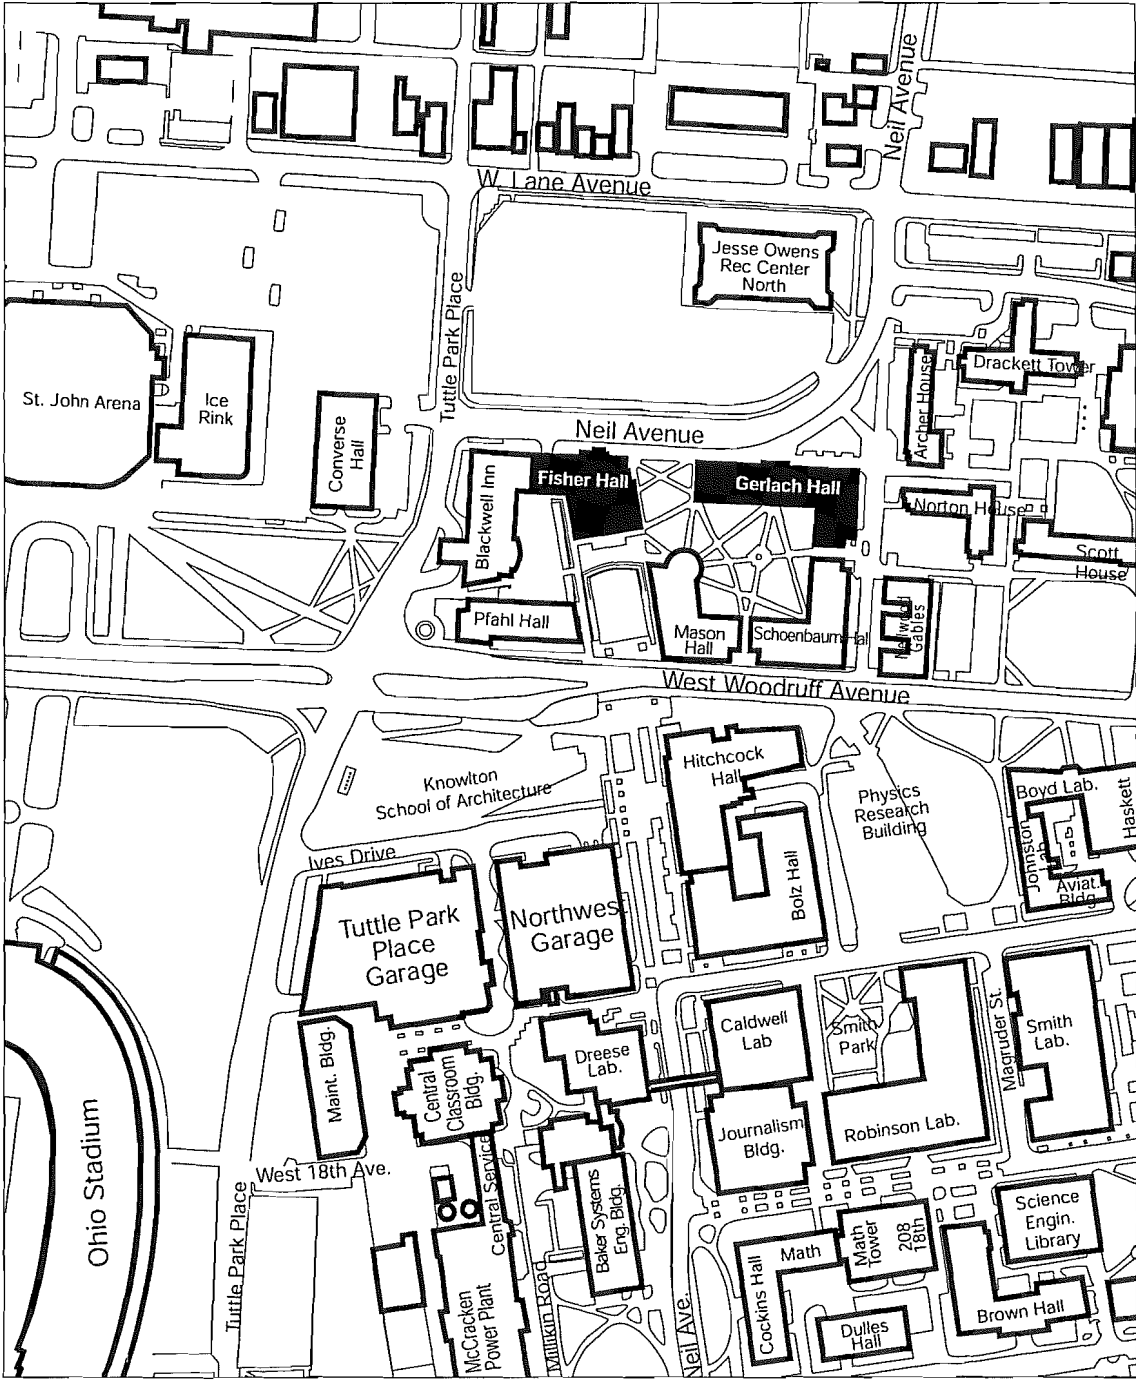 Neil Avenue
W. Lane Avenue
Jesse Owens
Rec Center
North
Tuttle Park Place
Drackett Tower
Archer House
St. John Arena
Ice
Rink
Converse
Hall
Neil Avenue
Blackwell Inn
Fisher Hall
Gerlach Hall
Norton House
Scott
House
Pfahl Hall
Mason
Hall
Schoenbaum Hall
Neilwood
Gables
West Woodruff Avenue
Hitchcock
Hall
Knowlton
School of Architecture
Physics
Research
Building
Boyd Lab.
Haskett
Johnston
Lab.
Aviat.
Bldg.
Ives Drive
Bolz Hall
Tuttle Park
Place
Garage
Northwes
Garage
Caldwell
Lab
Smith
Park
Magruder St.
Smith
Lab.
Maint. Bldg.
Central
Classroom
Bldg.
Dreese
Lab.
Journalism
Bldg.
Robinson Lab.
Ohio Stadium
West 18th Ave.
Central Service
Baker Systems
Eng. Bldg.
Tuttle Park Place
McCracken
Power Plant
Millikin Road
Neil Ave.
Cockins Hall
Math
Math
Tower
208
18th
Science
Engin.
Library
Brown Hall
Dulles
Hall